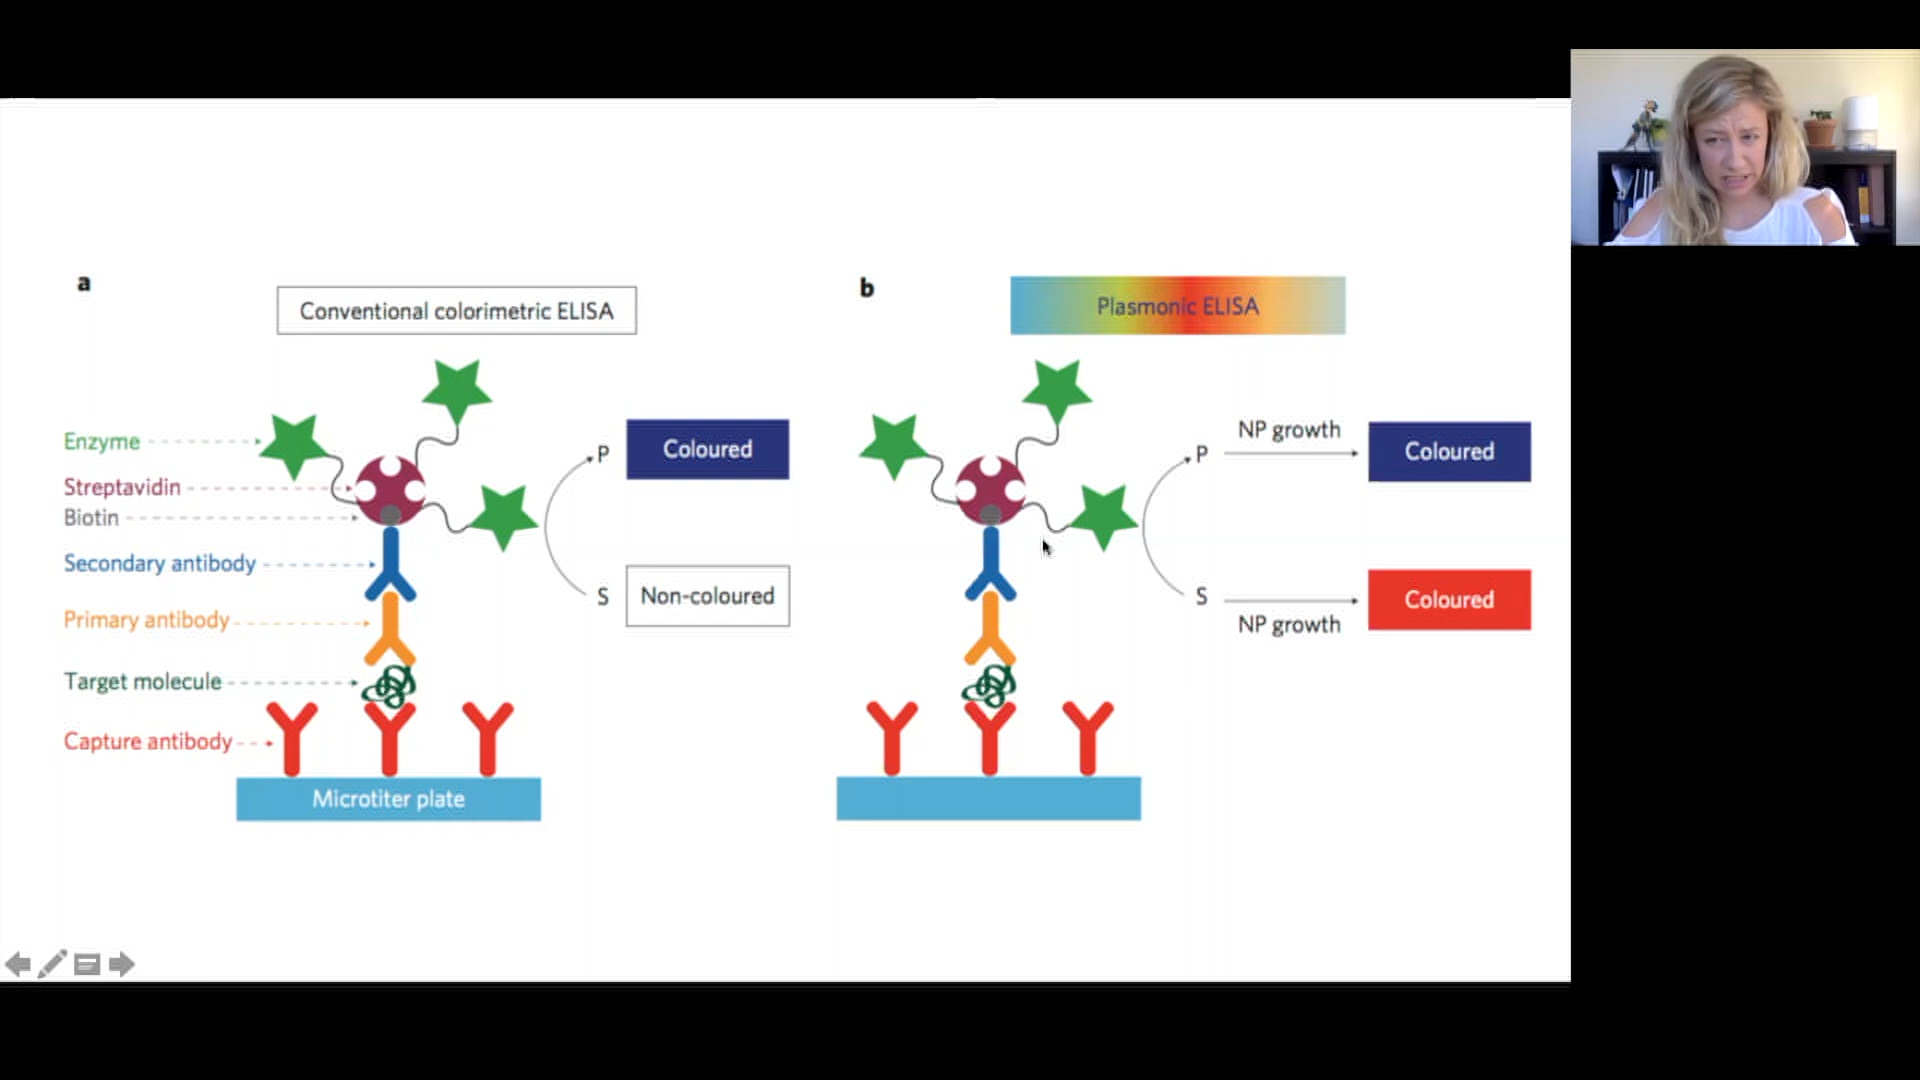 a
Conventional colorimetric ELISA
Enzyme
Streptavidin
Biotin
Secondary antibody
Primary antibody
Target molecule
Capture antibody
Microtiter plate
P
Coloured
S
Non-coloured
b
Plasmonic ELISA
P
NP growth
Coloured
S
NP growth
Coloured